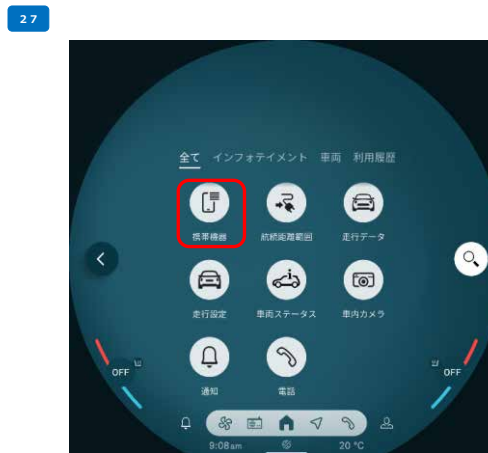 27
全て インフォテイメント 車両 利用履歴
携帯機器 航続距離範囲 走行データ
走行設定 車両ステータス 車内カメラ
通知 電話
OFF OFF
9:08am 20 °C